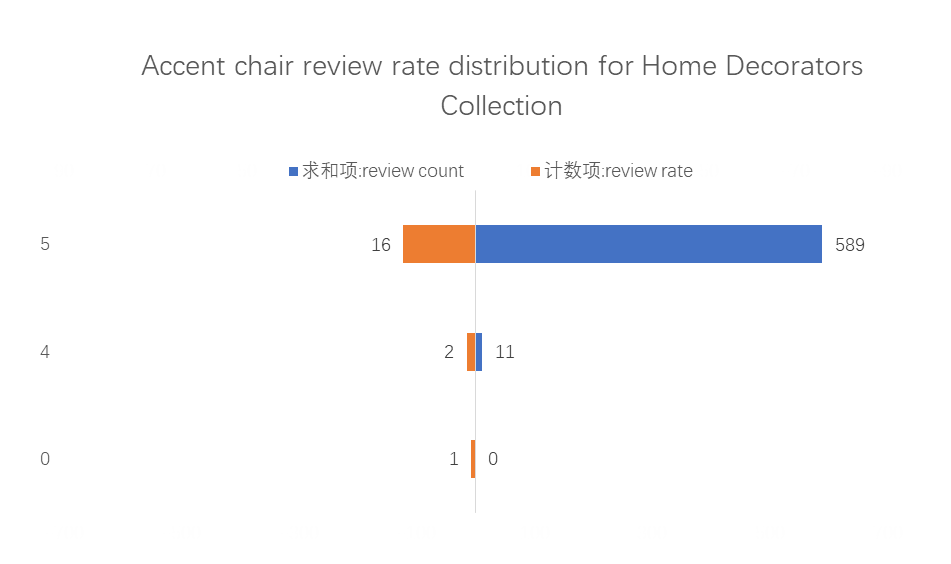 Accent chair review rate distribution for Home Decorators
Collection
求和项:review count 计数项:review rate
5 16 589
4 2 11
0 1 0